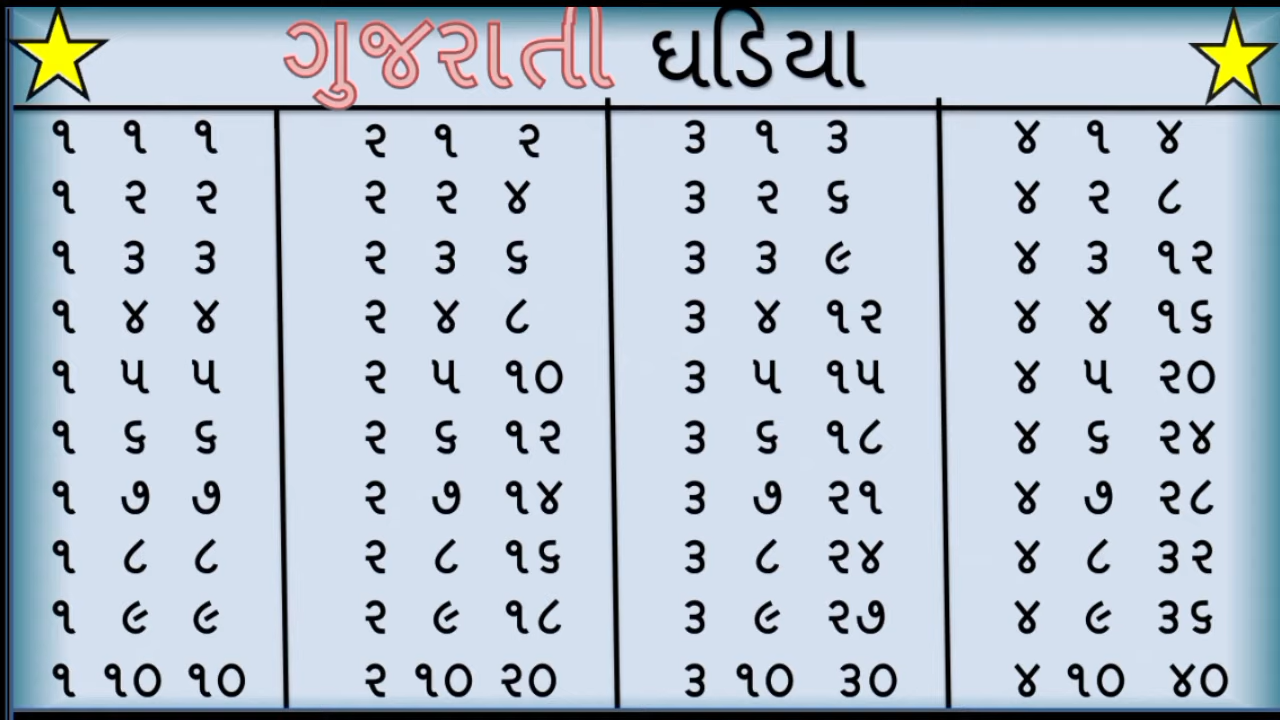 ગુજરાતી ઘડિયા
૧ ૧ ૧ ૨ ૧ ૨ ૩ ૧ ૩ ૪ ૧ ૪
૧ ૨ ૨ ૨ ૨ ૪ ૩ ૨ ૬ ૪ ૨ ૮
૧ ૩ ૩ ૨ ૩ ૬ ૩ ૩ ૯ ૪ ૩ ૧૨
૧ ૪ ૪ ૨ ૪ ૮ ૩ ૪ ૧૨ ૪ ૪ ૧૬
૧ ૫ ૫ ૨ ૫ ૧૦ ૩ ૫ ૧૫ ૪ ૫ ૨૦
૧ ૬ ૬ ૨ ૬ ૧૨ ૩ ૬ ૧૮ ૪ ૬ ૨૪
૧ ૭ ૭ ૨ ૭ ૧૪ ૩ ૭ ૨૧ ૪ ૭ ૨૮
૧ ૮ ૮ ૨ ૮ ૧૬ ૩ ૮ ૨૪ ૪ ૮ ૩૨
૧ ૯ ૯ ૨ ૯ ૧૮ ૩ ૯ ૨૭ ૪ ૯ ૩૬
૧ ૧૦ ૧૦ ૨ ૧૦ ૨૦ ૩ ૧૦ ૩૦ ૪ ૧૦ ૪૦